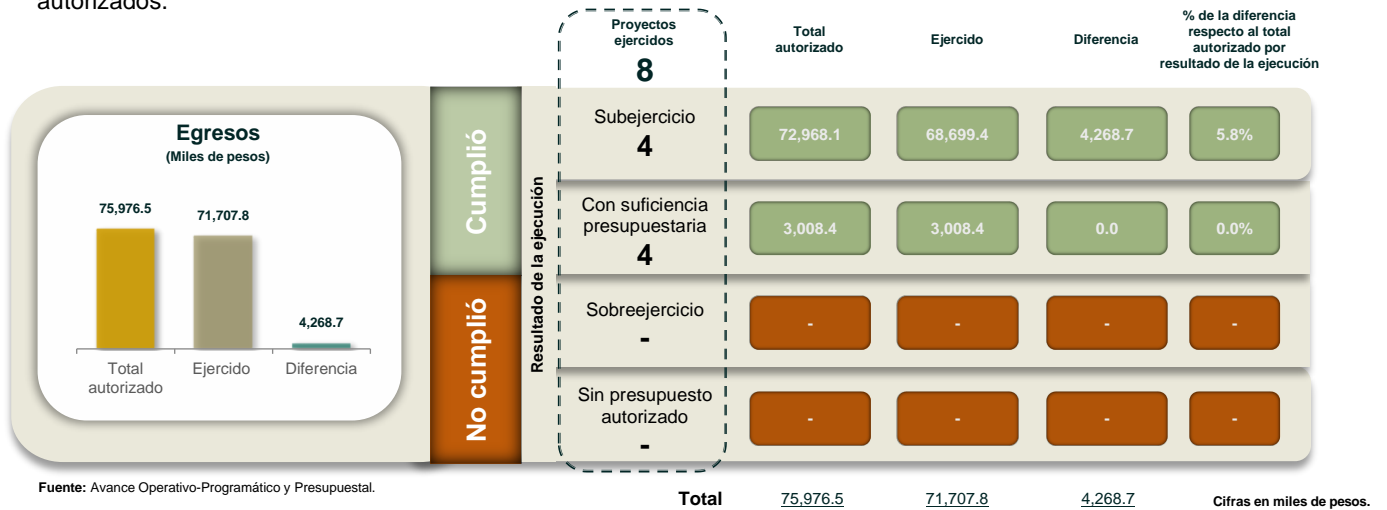 autorizados.
Proyectos
ejercidos
8
Total
autorizado
Ejercido
Diferencia
% de la diferencia
respecto al total
autorizado por
resultado de la ejecución
Egresos
(Miles de pesos)
75,976.5
71,707.8
4,268.7
Total
autorizado
Ejercido
Diferencia
Cumplió
No cumplió
Resultado de la ejecución
Subejercicio
4
72,968.1
68,699.4
4,268.7
5.8%
Con suficiencia
presupuestaria
4
3,008.4
3,008.4
0.0
0.0%
Sobreejercicio
-
-
-
-
-
Sin presupuesto
autorizado
-
-
-
-
-
Fuente: Avance Operativo-Programático y Presupuestal.
Total
75,976.5
71,707.8
4,268.7
Cifras en miles de pesos.